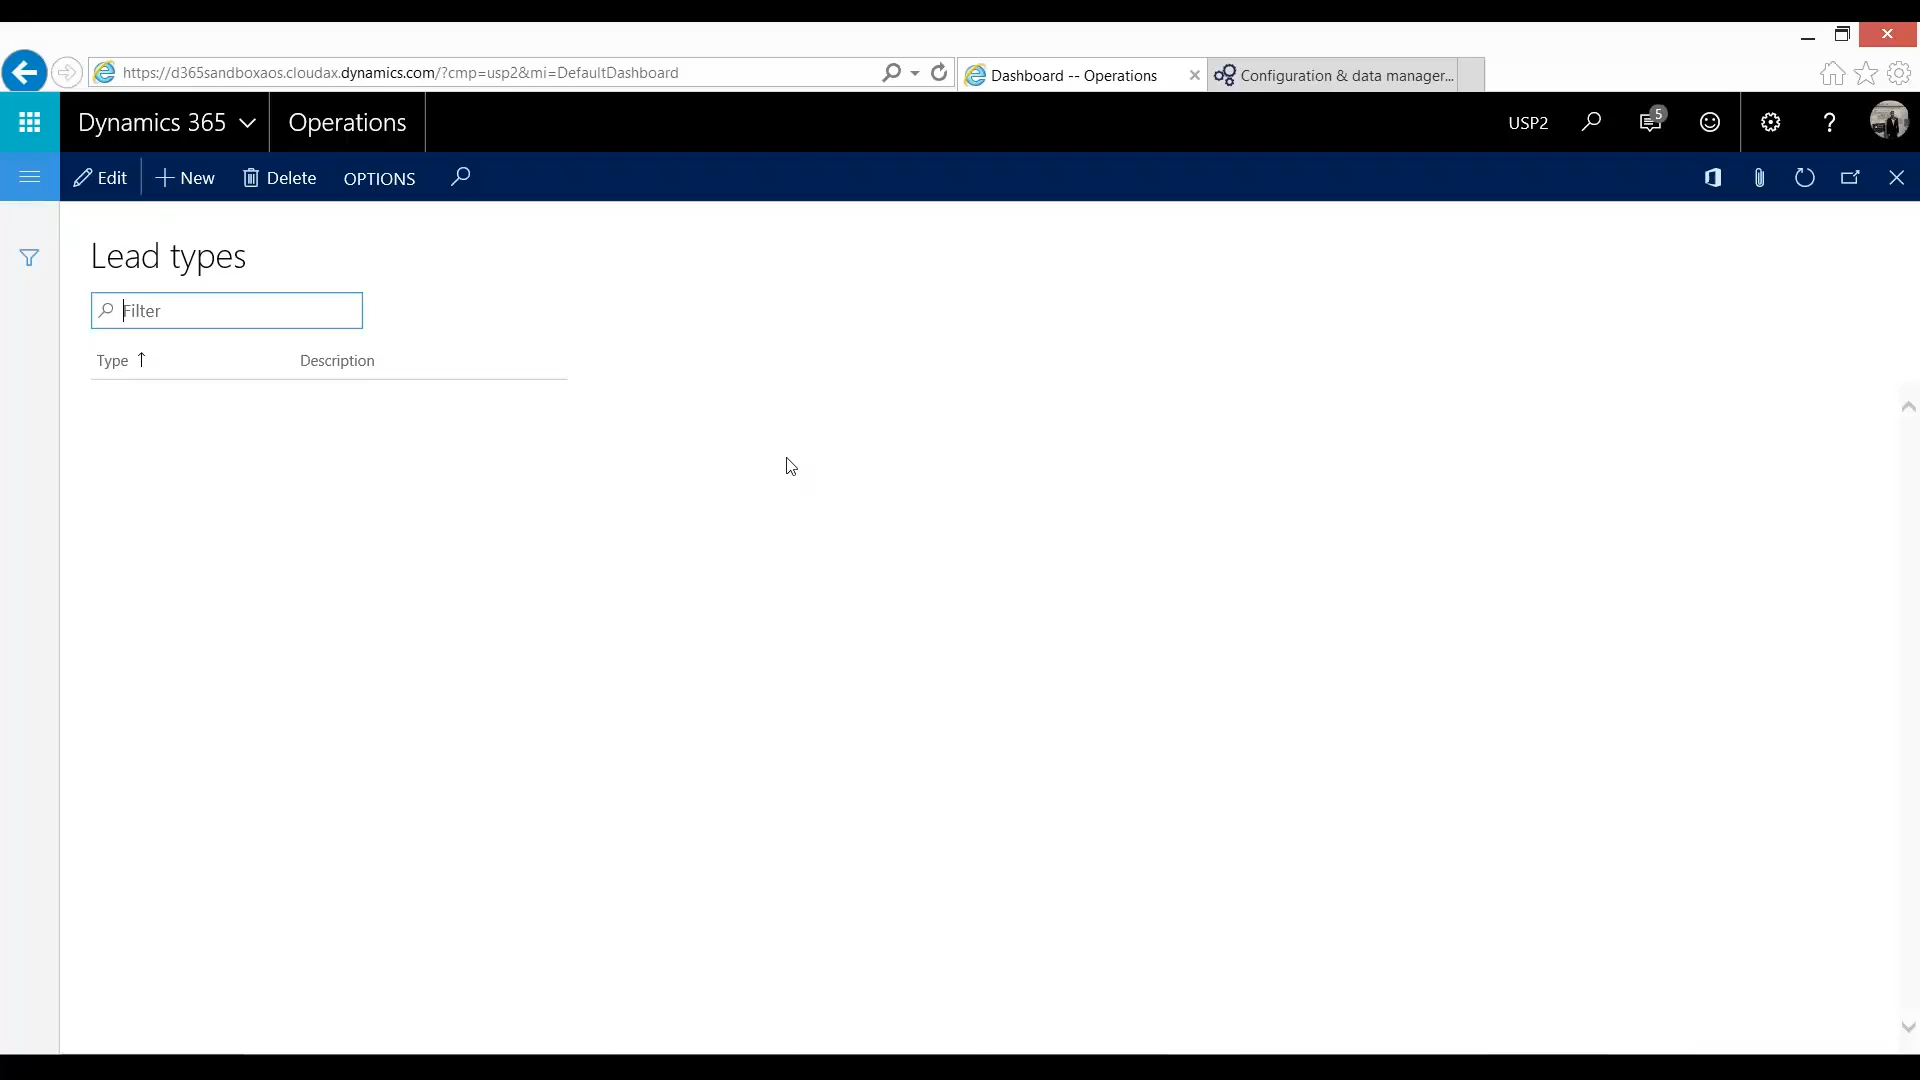 https://d365sandboxaos.cloudax.dynamics.com/?cmp=usp2&mi=DefaultDashboard
Dashboard -- Operations
Configuration & data manager...
Dynamics 365
Operations
USP2
5
?
Edit
New
Delete
OPTIONS
Lead types
Filter
Type
Description